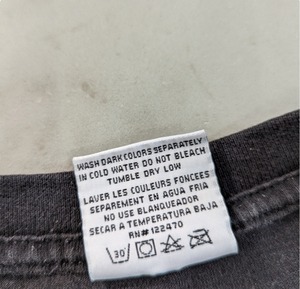 WASH DARK COLORS SEPARATELY
IN COLD WATER DO NOT BLEACH
TUMBLE DRY LOW
LAVER LES COULEURS FONCEES
SEPAREMENT EN AGUA FRIA
NO USE BLANQUEADOR
SECAR A TEMPERATURA BAJA
RN# 122470
30